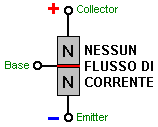 +
Collector
N
NESSUN
Base
FLUSSO DI
N
CORRENTE
Emitter
–